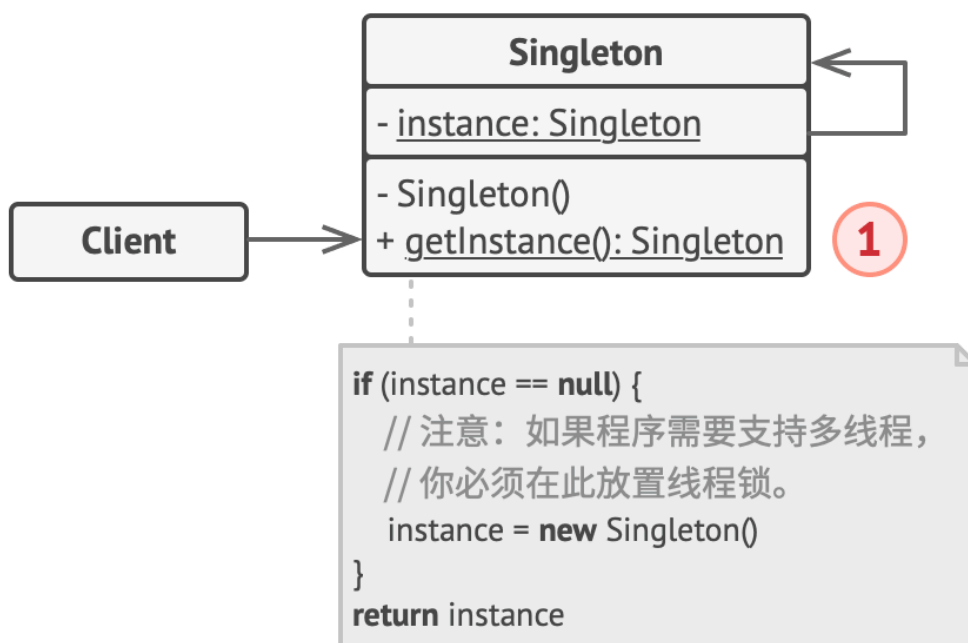 Singleton
- instance: Singleton
- Singleton()
+ getInstance(): Singleton
Client
1
if (instance == null) {
// 注意：如果程序需要支持多线程，
// 你必须在此放置线程锁。
instance = new Singleton()
}
return instance